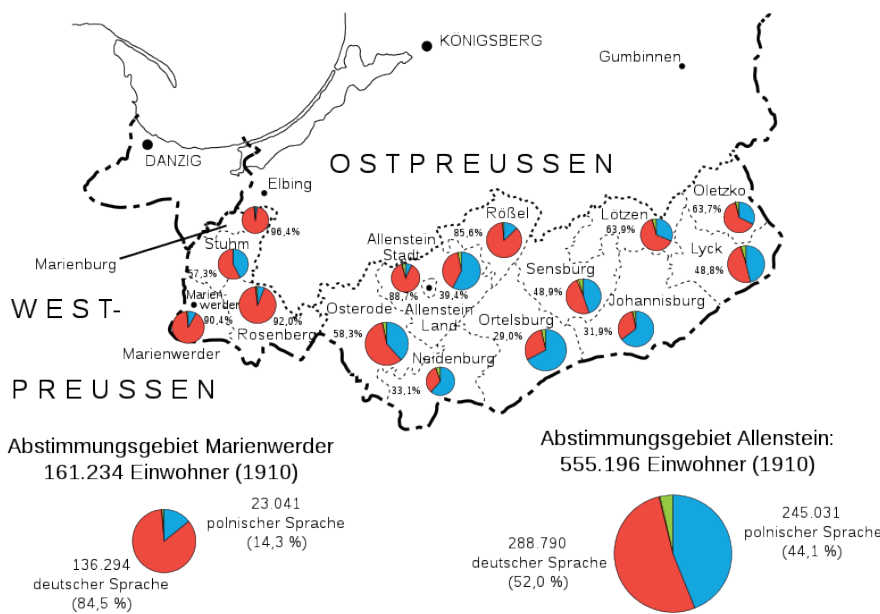 KÖNIGSBERG
Gumbinnen
DANZIG
OSTPREUSSEN
Elbing
Oletzko
63,7%
Rößel
85,6%
Lötzen
63,9%
96,4%
Marienburg
Stuhm
57,3%
Allenstein
Stadt
88,7%
39,4%
Allenstein
Land
Lyck
48,8%
Sensburg
48,9%
WEST-
Marien
werder
90,4%
92,0%
Rosenberg
Marienwerder
Osterode
58,3%
Ortelsburg
29,0%
Johannisburg
31,9%
Neidenburg
33,1%
PREUSSEN
Abstimmungsgebiet Marienwerder
161.234 Einwohner (1910)
23.041
polnischer Sprache
(14,3 %)
136.294
deutscher Sprache
(84,5 %)
Abstimmungsgebiet Allenstein:
555.196 Einwohner (1910)
245.031
polnischer Sprache
(44,1 %)
288.790
deutscher Sprache
(52,0 %)